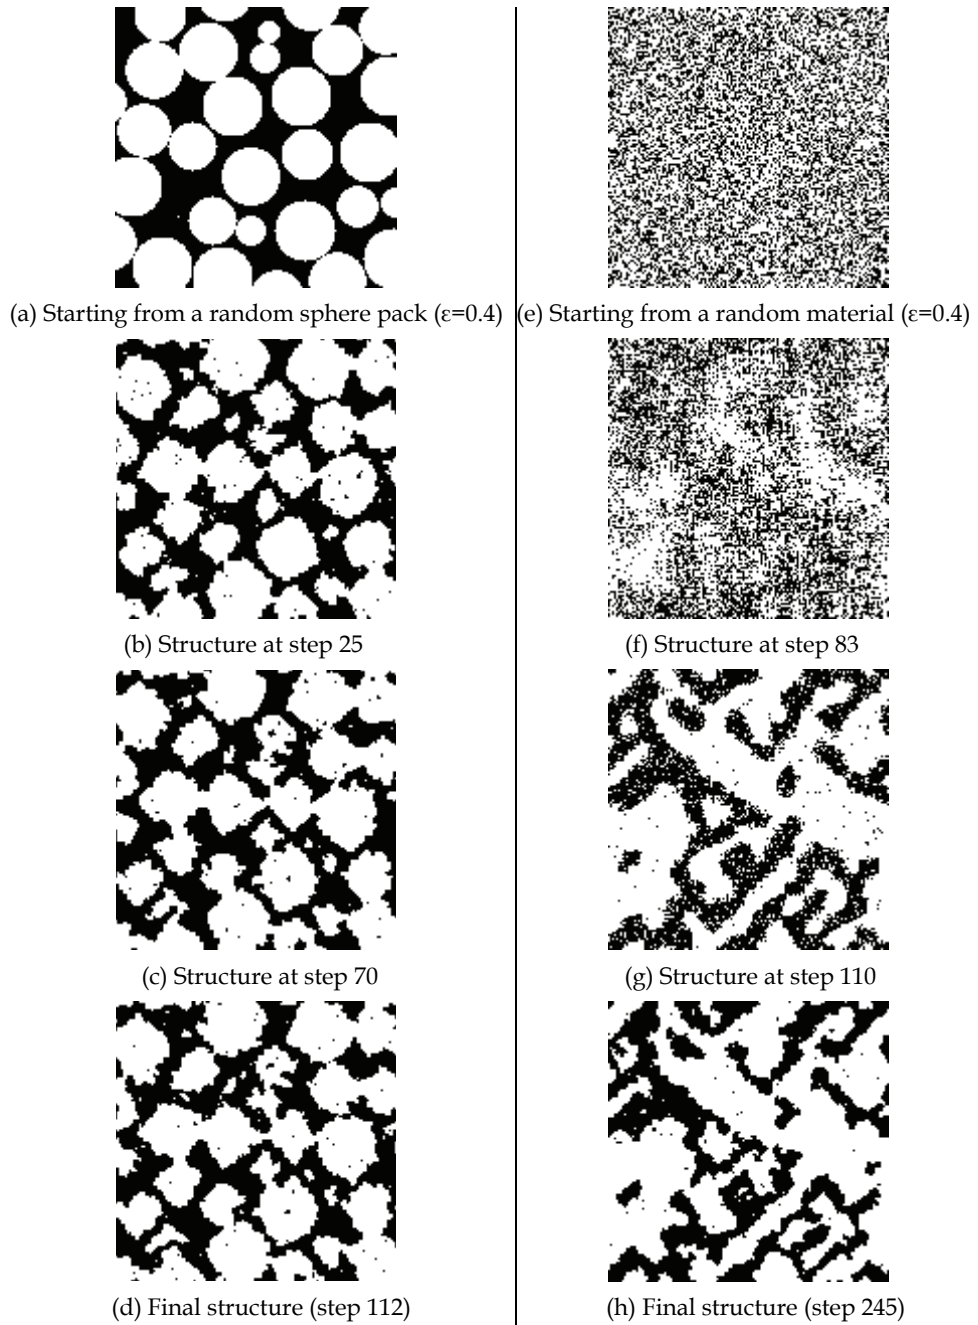 (a) Starting from a random sphere pack (ε=0.4)
(e) Starting from a random material (ε=0.4)
(b) Structure at step 25
(f) Structure at step 83
(c) Structure at step 70
(g) Structure at step 110
(d) Final structure (step 112)
(h) Final structure (step 245)